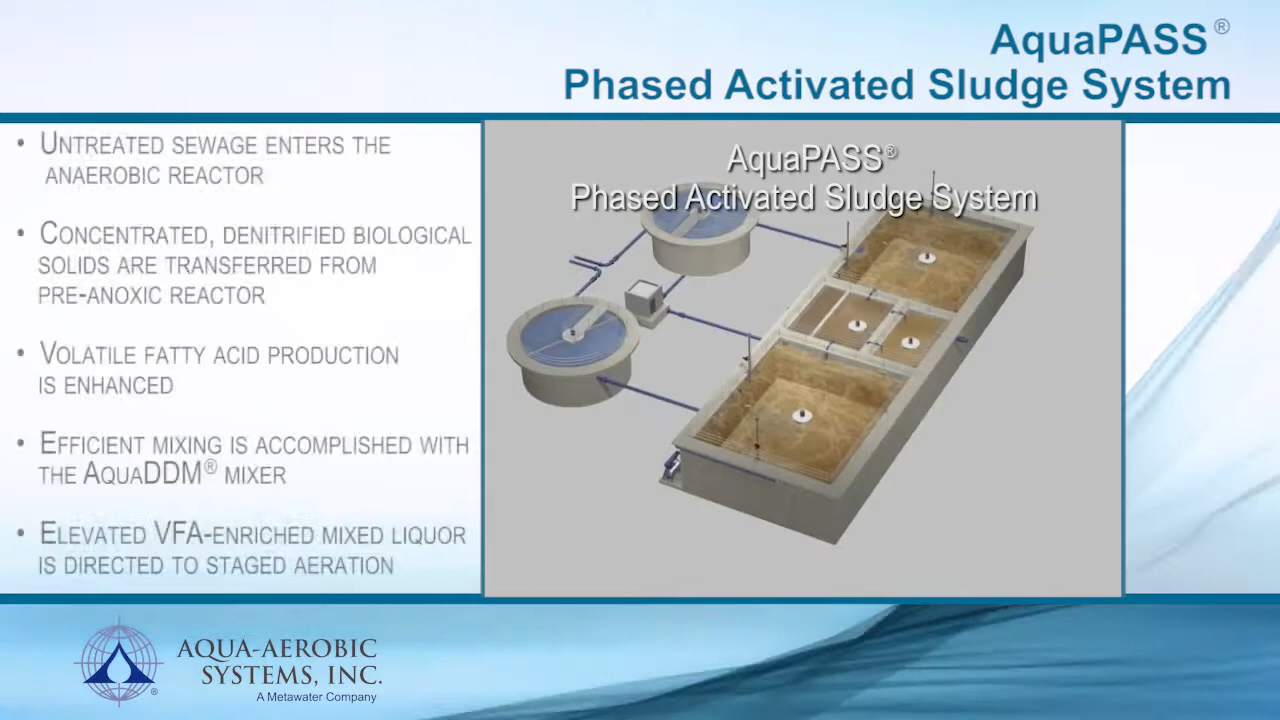 AquaPASS®
Phased Activated Sludge System
• UNTREATED SEWAGE ENTERS THE
ANAEROBIC REACTOR
• CONCENTRATED, DENITRIFIED BIOLOGICAL
SOLIDS ARE TRANSFERRED FROM
PRE-ANOXIC REACTOR
• VOLATILE FATTY ACID PRODUCTION
IS ENHANCED
• EFFICIENT MIXING IS ACCOMPLISHED WITH
THE AQUADDM® MIXER
• ELEVATED VFA-ENRICHED MIXED LIQUOR
IS DIRECTED TO STAGED AERATION
AquaPASS®
Phased Activated Sludge System
AQUA-AEROBIC
SYSTEMS, INC.
A Metawater Company
®